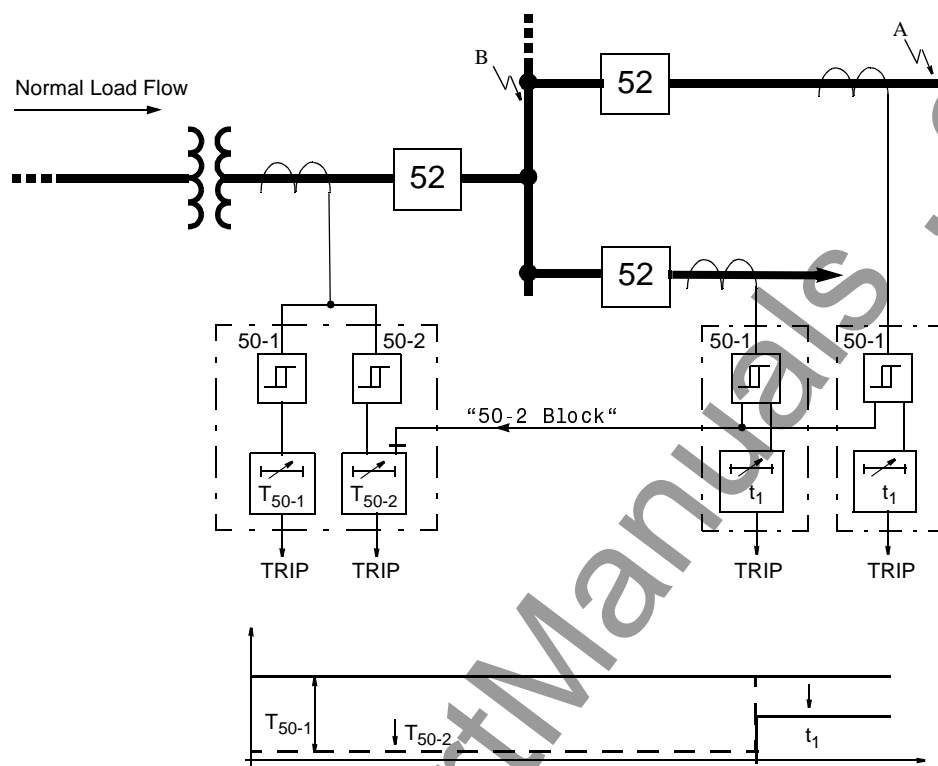 A
B
Normal Load Flow
52
52
52
50-1
50-2
50-1
50-1
“50-2 Block“
T50-1
T50-2
t1
t1
TRIP
TRIP
TRIP
TRIP
T50-1
T50-2
t1